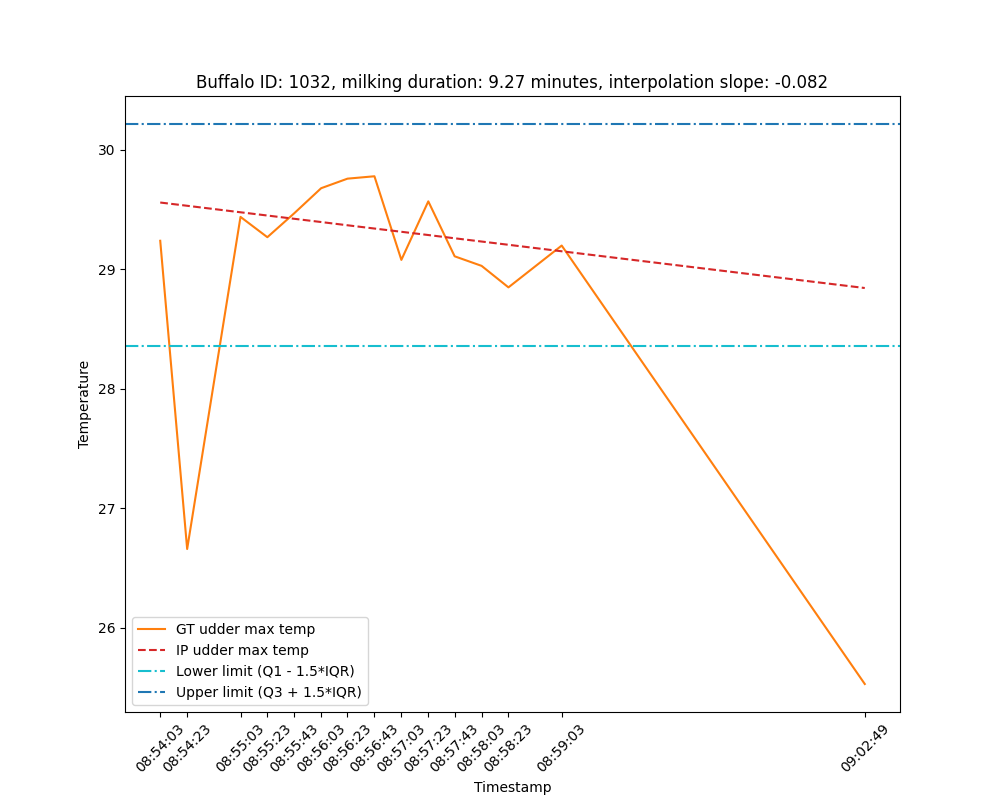 Buffalo ID: 1032, milking duration: 9.27 minutes, interpolation slope: -0.082
Temperature
30
29
28
27
26
GT udder max temp
IP udder max temp
Lower limit (Q1 - 1.5*IQR)
Upper limit (Q3 + 1.5*IQR)
08:54:03
08:54:23
08:55:03
08:55:23
08:55:43
08:56:03
08:56:23
08:56:43
08:57:03
08:57:23
08:57:43
08:58:03
08:58:23
08:59:03
09:02:49
Timestamp